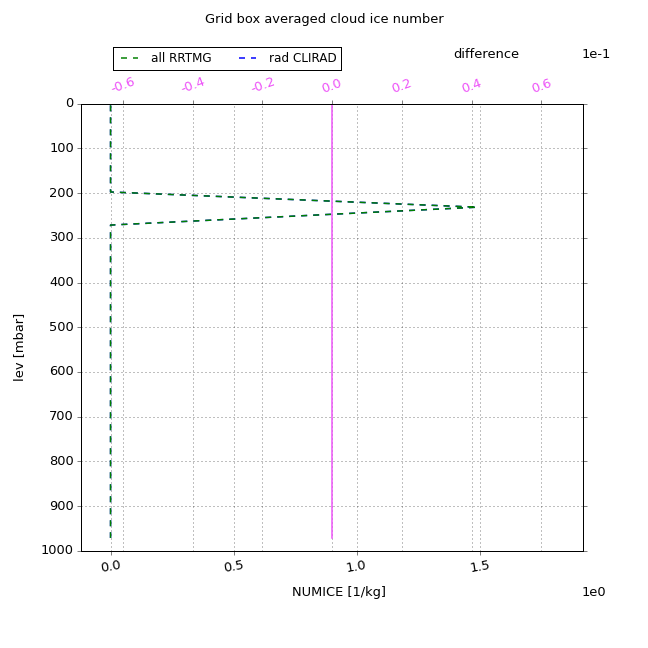 Grid box averaged cloud ice number
all RRTMG rad CLIRAD difference 1e-1
-0.6 -0.4 -0.2 0.0 0.2 0.4 0.6
0
100
200
300
400
500
600
700
800
900
1000
lev [mbar]
0.0 0.5 1.0 1.5
NUMICE [1/kg] 1e0